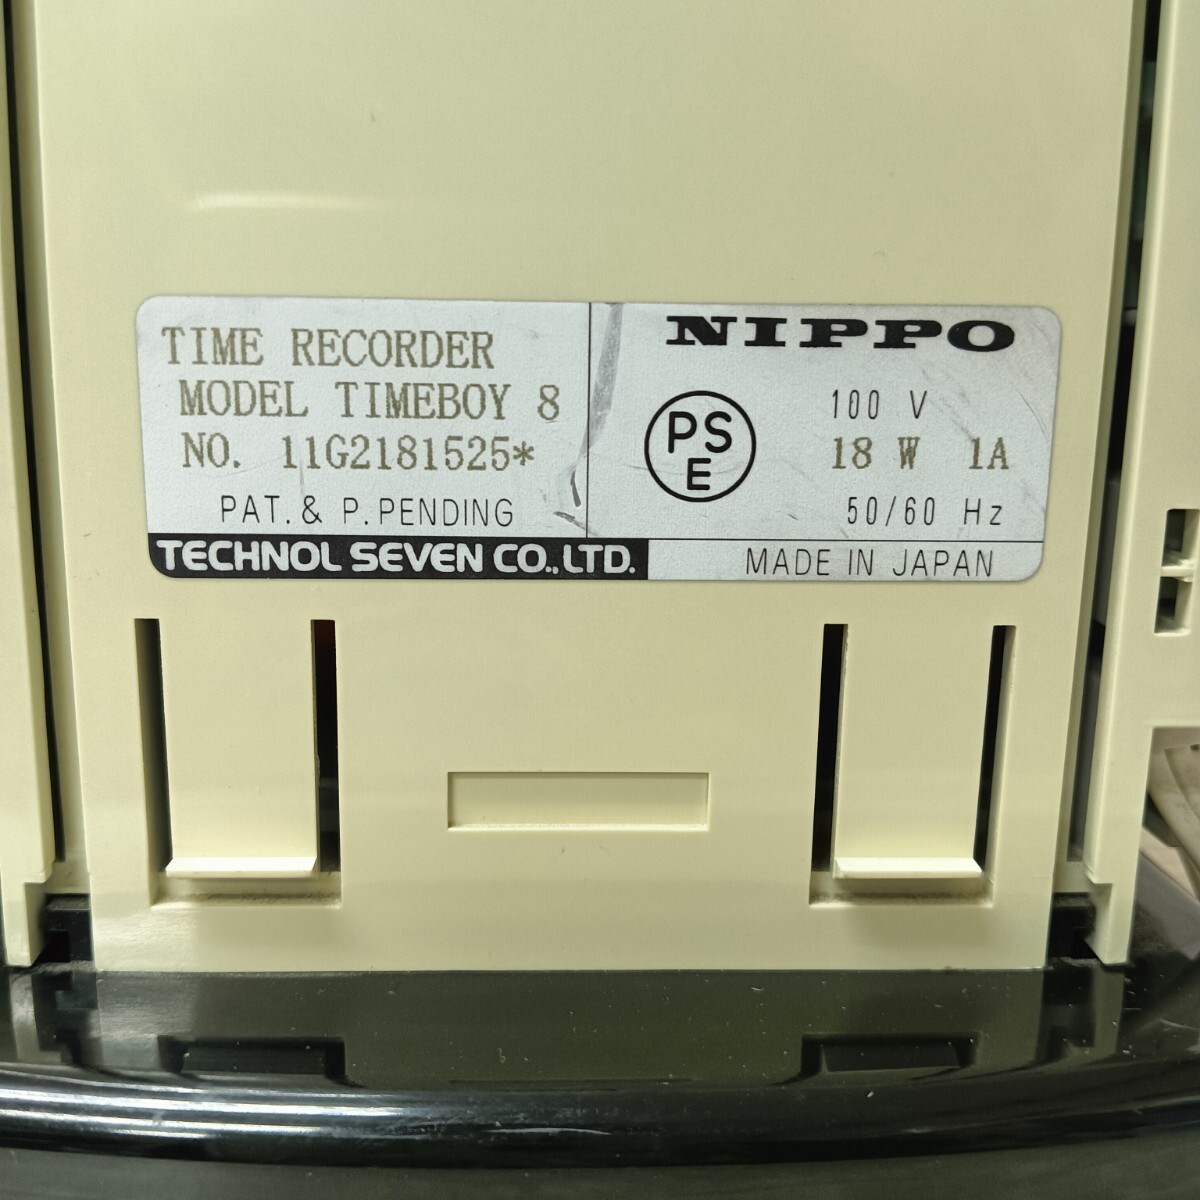 TIME RECORDER
MODEL TIMEBOY 8
NO. 11G2181525*
PAT. & P. PENDING
TECHNOL SEVEN CO.,LTD.
NIPPO
PS
E
100 V
18 W 1A
50/60 Hz
MADE IN JAPAN